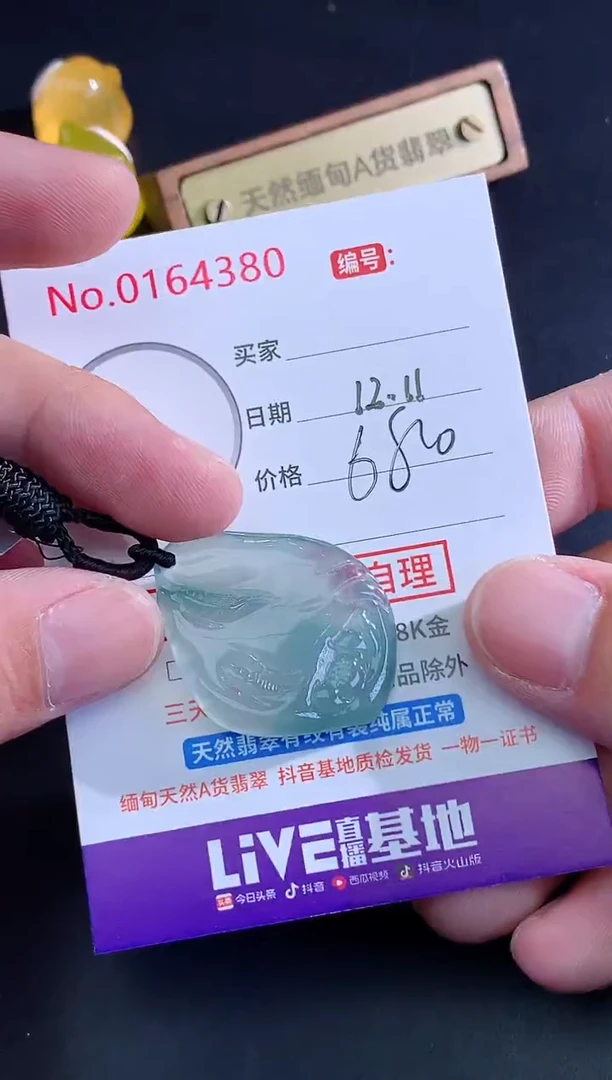 天然缅甸A货翡翠
No.0164380
编号:
买家
日期 12.11
价格 680
自理
8K金
品除外
三天
天然翡翠有纹有裂纯属正常
缅甸天然A货翡翠 抖音基地质检发货 一物一证书
LiVE直播基地
头条 今日头条 抖音 西瓜视频 抖音火山版